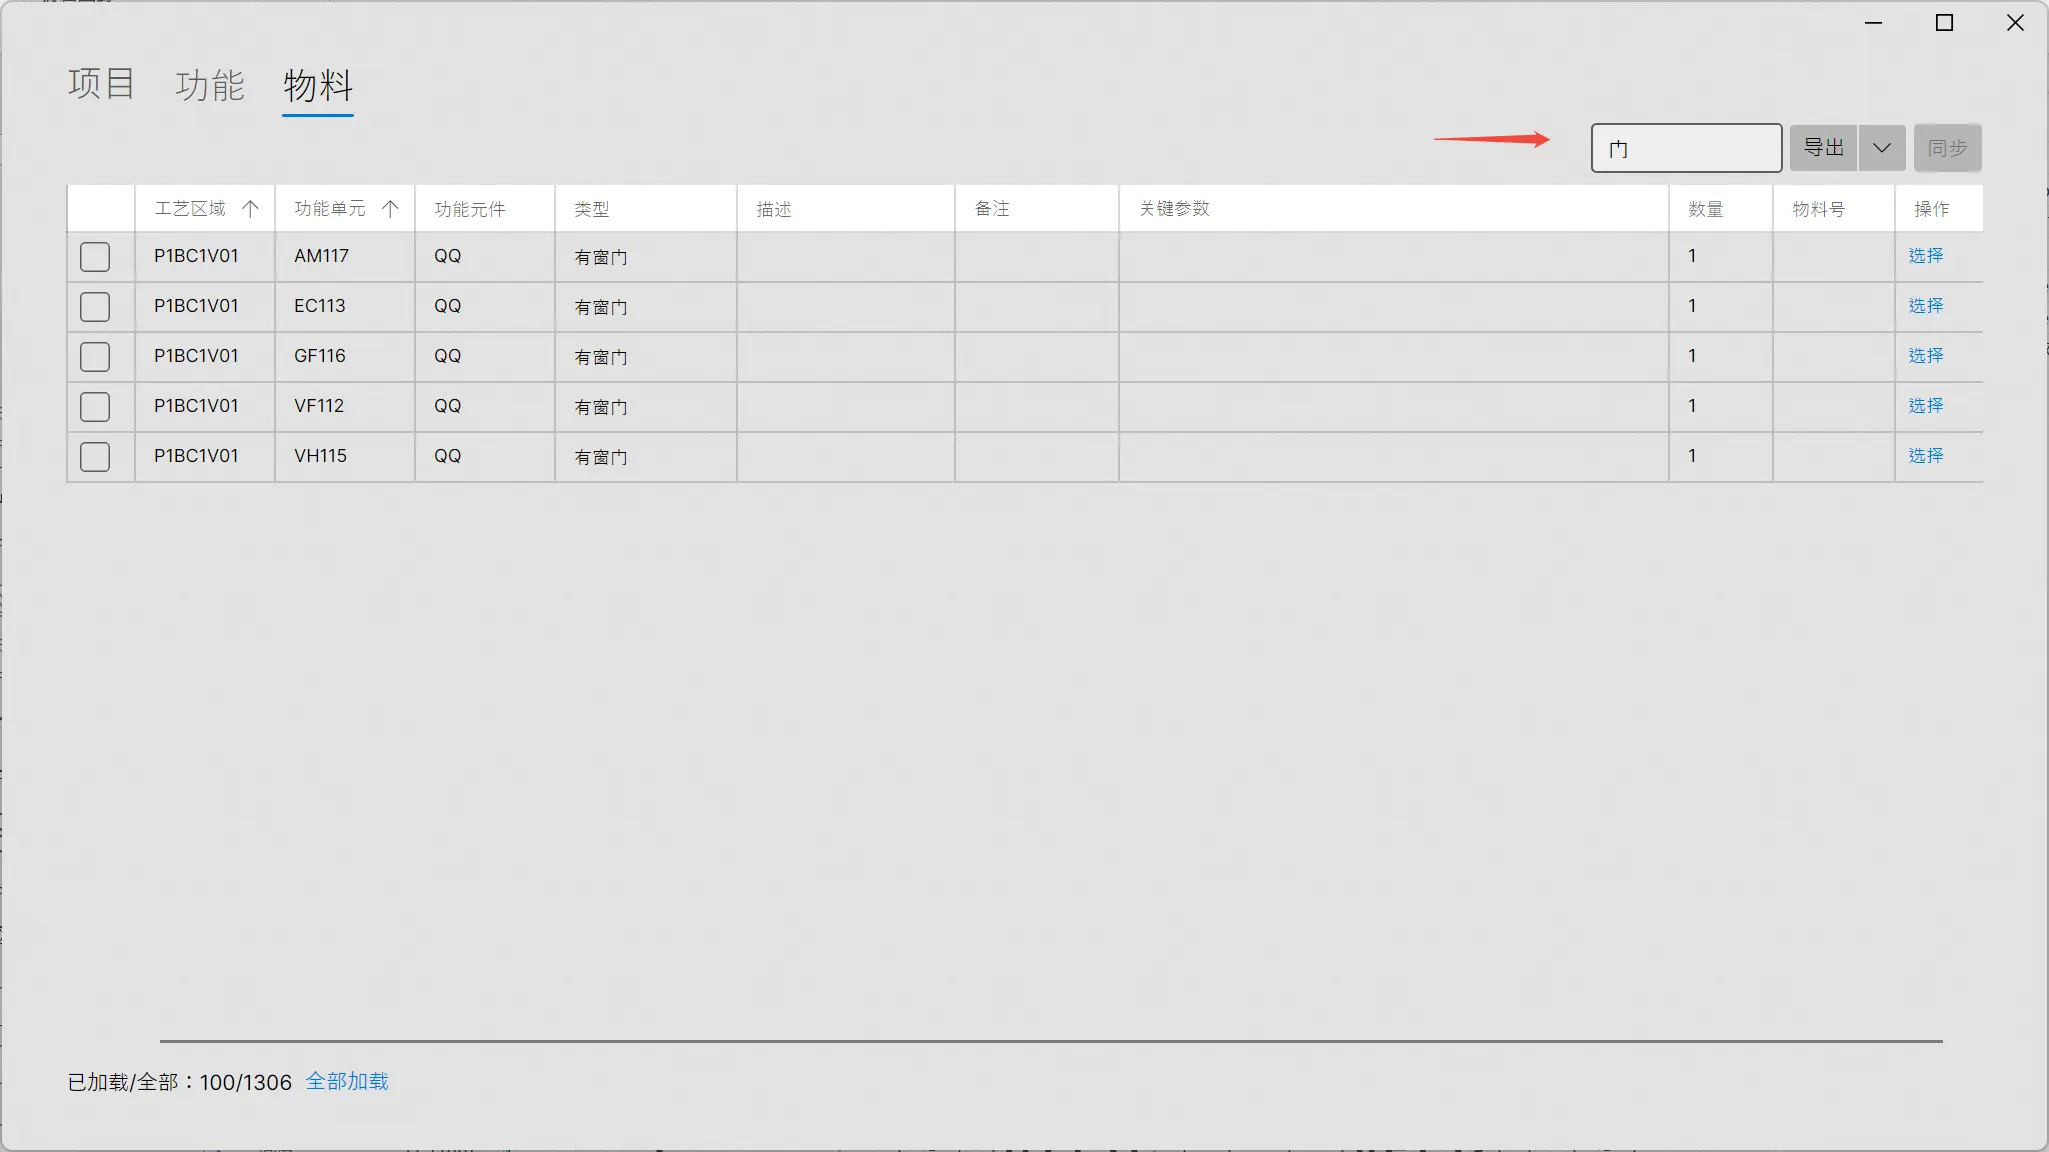 项目 功能 物料
门 导出 同步
工艺区域 功能单元 功能元件 类型 描述 备注 关键参数 数量 物料号 操作
P1BC1V01 AM117 QQ 有窗门 1 选择
P1BC1V01 EC113 QQ 有窗门 1 选择
P1BC1V01 GF116 QQ 有窗门 1 选择
P1BC1V01 VF112 QQ 有窗门 1 选择
P1BC1V01 VH115 QQ 有窗门 1 选择
已加载/全部：100/1306 全部加载